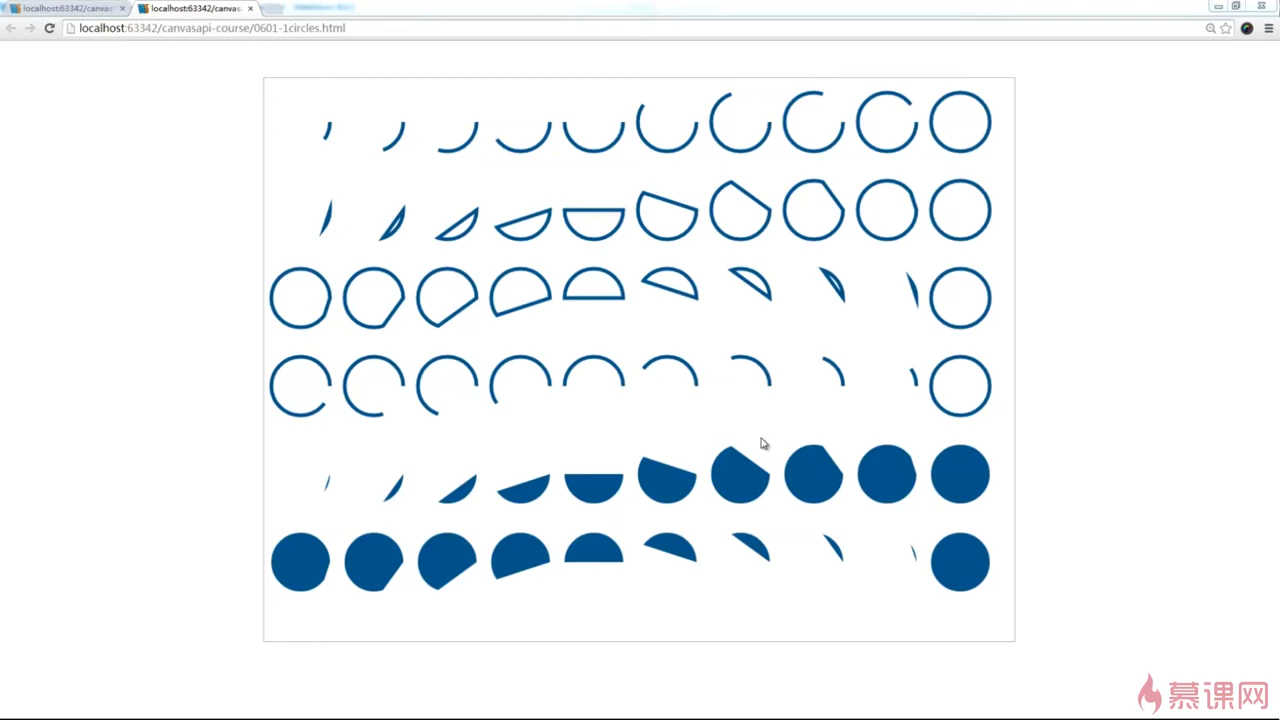 localhost:63342/canvas
localhost:63342/canvas
localhost:63342/canvasapi-course/0601-1circles.html
慕课网